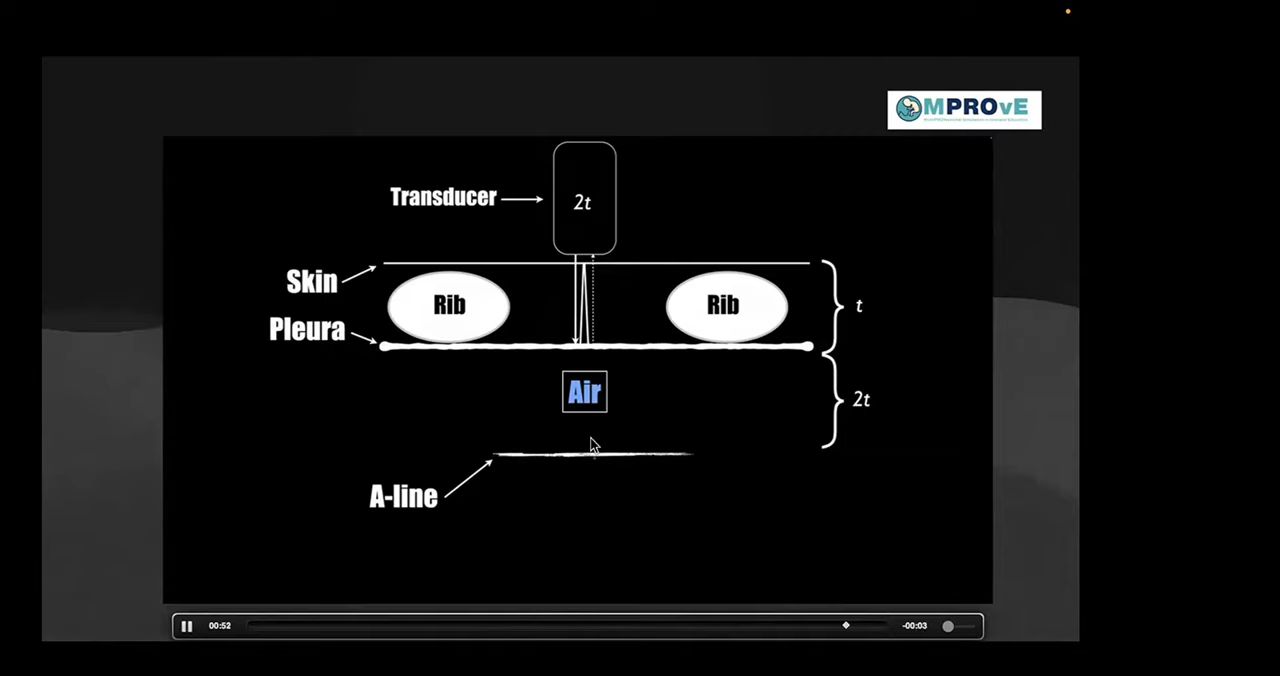 MPROvE
Transducer
2t
Skin
Rib
Rib
t
Pleura
Air
2t
A-line
00:52
-00:03